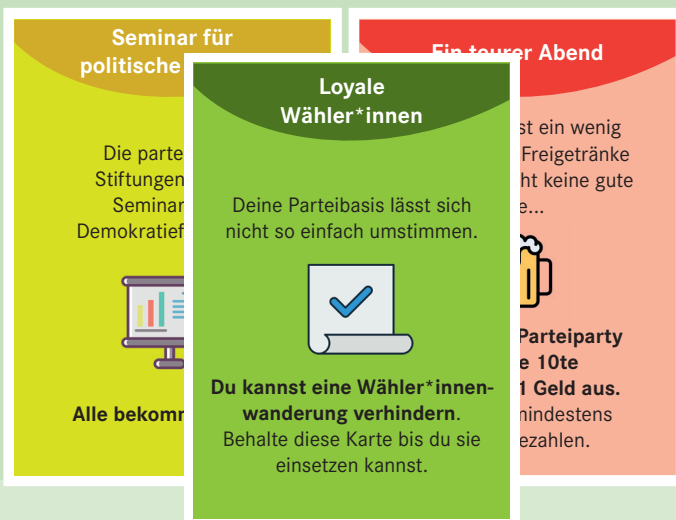 Seminar für
politische
Die parte
Stiftungen
Seminar
Demokratief
Alle bekomm
Loyale
Wähler*innen
Deine Parteibasis lässt sich
nicht so einfach umstimmen.
Du kannst eine Wähler*innen-
wanderung verhindern.
Behalte diese Karte bis du sie
einsetzen kannst.
Ein teurer Abend
st ein wenig
Freigetränke
ht keine gute
e...
Parteiparty
e 10te
1 Geld aus.
mindestens
ezahlen.